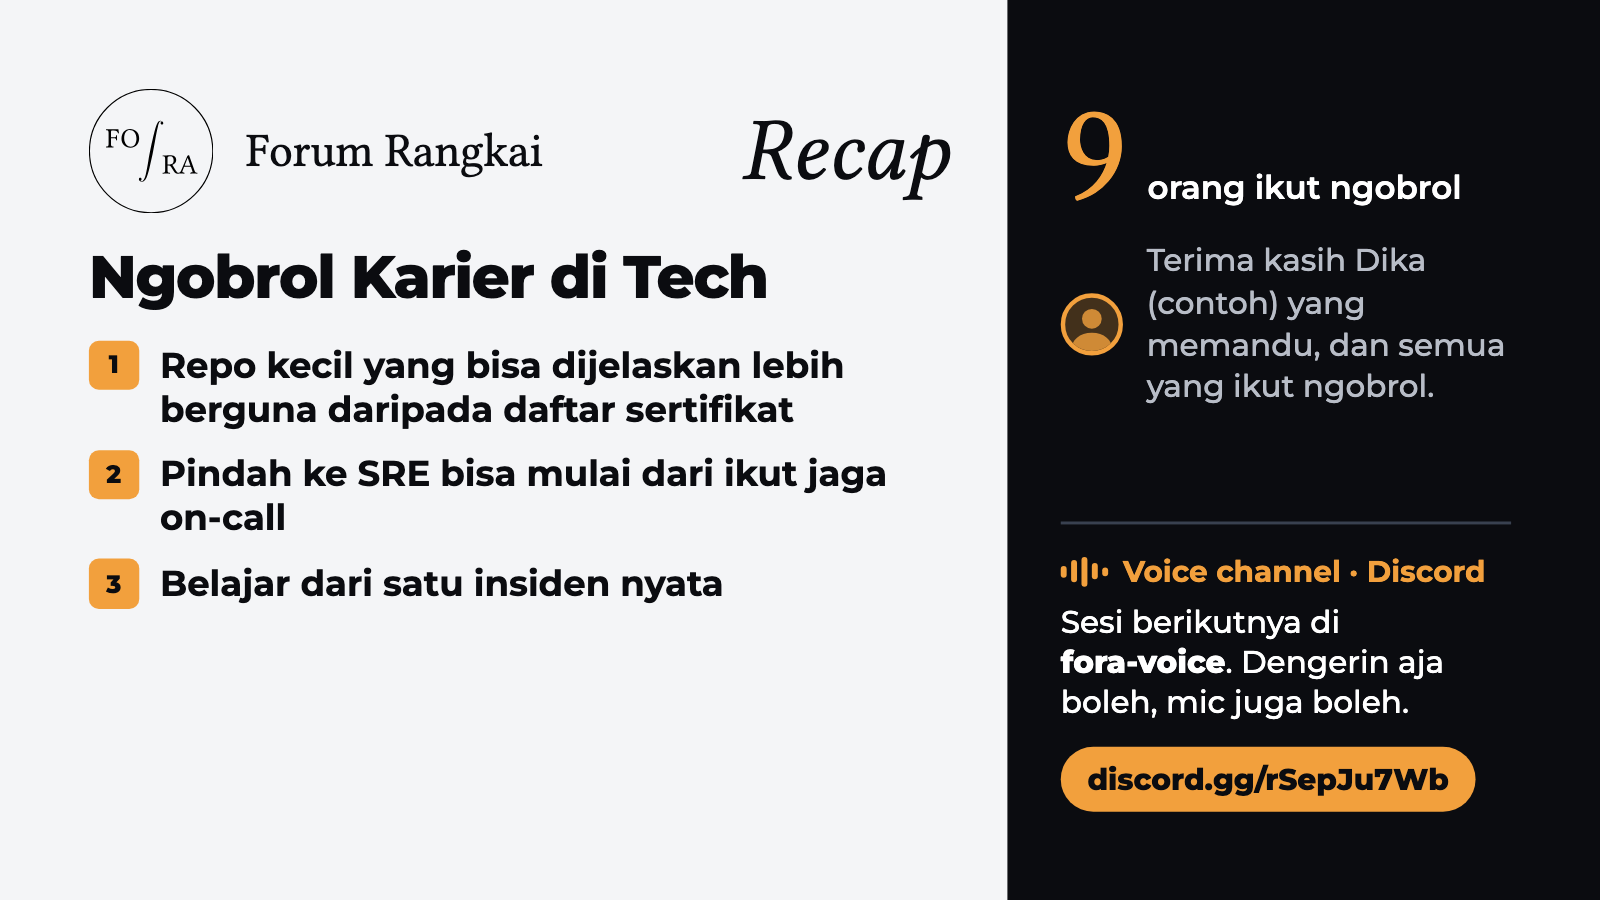 FO RA
Forum Rangkai
Recap
Ngobrol Karier di Tech
1 Repo kecil yang bisa dijelaskan lebih
berguna daripada daftar sertifikat
2 Pindah ke SRE bisa mulai dari ikut jaga
on-call
3 Belajar dari satu insiden nyata
9 orang ikut ngobrol
Terima kasih Dika
(contoh) yang
memandu, dan semua
yang ikut ngobrol.
Voice channel · Discord
Sesi berikutnya di
fora-voice. Dengerin aja
boleh, mic juga boleh.
discord.gg/rSepJu7Wb